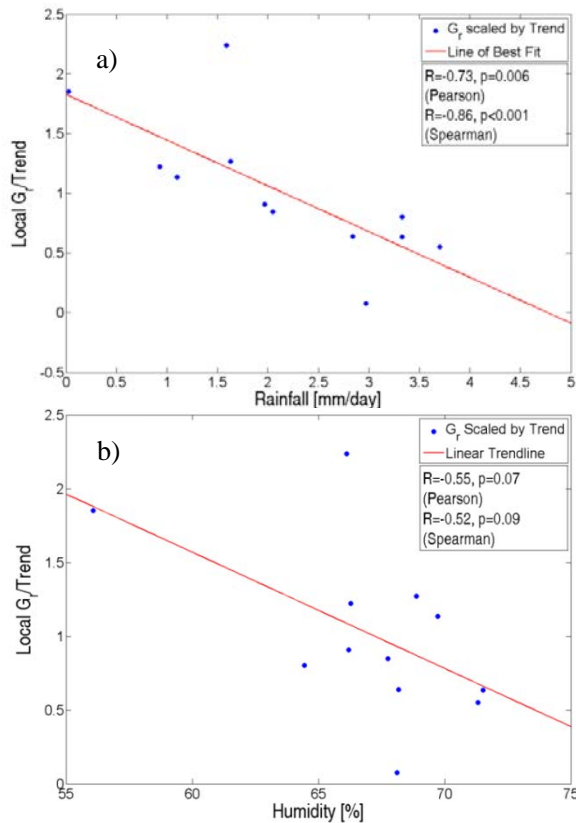 a)
G_r scaled by Trend
Line of Best Fit
R=-0.73, p=0.006
(Pearson)
R=-0.86, p<0.001
(Spearman)
Local G_r/Trend
2.5
2
1.5
1
0.5
0
-0.5
0 0.5 1 1.5 2 2.5 3 3.5 4 4.5 5
Rainfall [mm/day]
b)
G_r Scaled by Trend
Linear Trendline
R=-0.55, p=0.07
(Pearson)
R=-0.52, p=0.09
(Spearman)
Local G_r/Trend
2.5
2
1.5
1
0.5
0
55 60 65 70 75
Humidity [%]